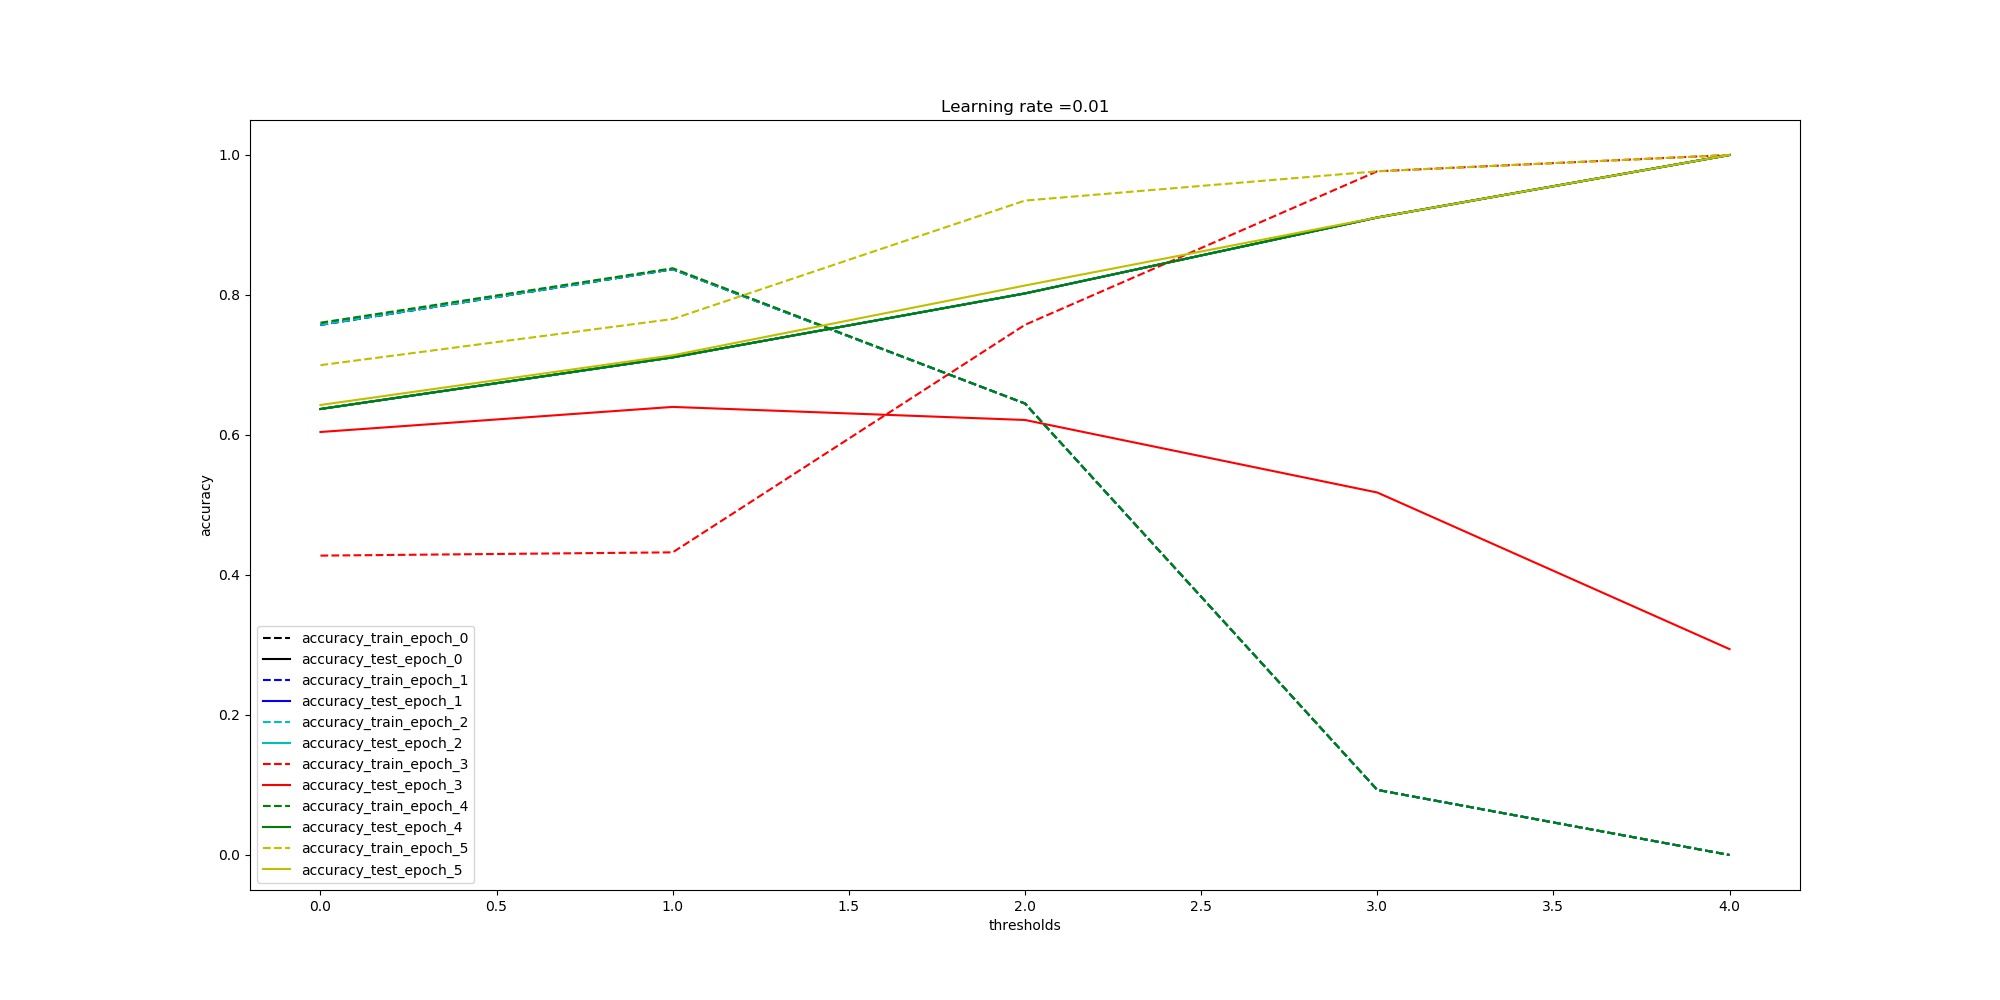 Learning rate =0.01
1.0
0.8
0.6
0.4
0.2
0.0
accuracy
accuracy_train_epoch_0
accuracy_test_epoch_0
accuracy_train_epoch_1
accuracy_test_epoch_1
accuracy_train_epoch_2
accuracy_test_epoch_2
accuracy_train_epoch_3
accuracy_test_epoch_3
accuracy_train_epoch_4
accuracy_test_epoch_4
accuracy_train_epoch_5
accuracy_test_epoch_5
0.0 0.5 1.0 1.5 2.0 2.5 3.0 3.5 4.0
thresholds